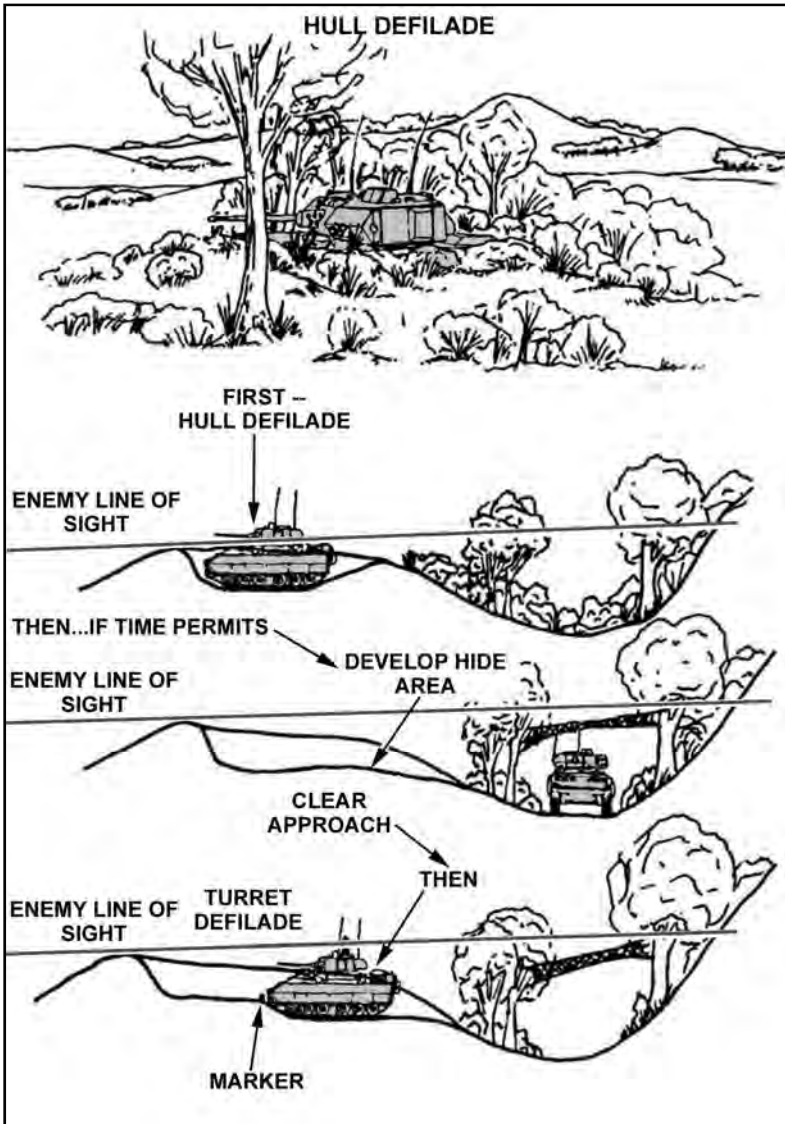 HULL DEFILADE
FIRST –
HULL DEFILADE
ENEMY LINE OF
SIGHT
THEN...IF TIME PERMITS
DEVELOP HIDE
AREA
ENEMY LINE OF
SIGHT
CLEAR
APPROACH
THEN
TURRET
DEFILADE
ENEMY LINE OF
SIGHT
MARKER